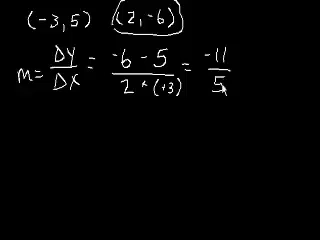 (-3,5) (2,-6)
m = ΔY/ΔX = -6 - 5 / 2 + (+3) = -11/5